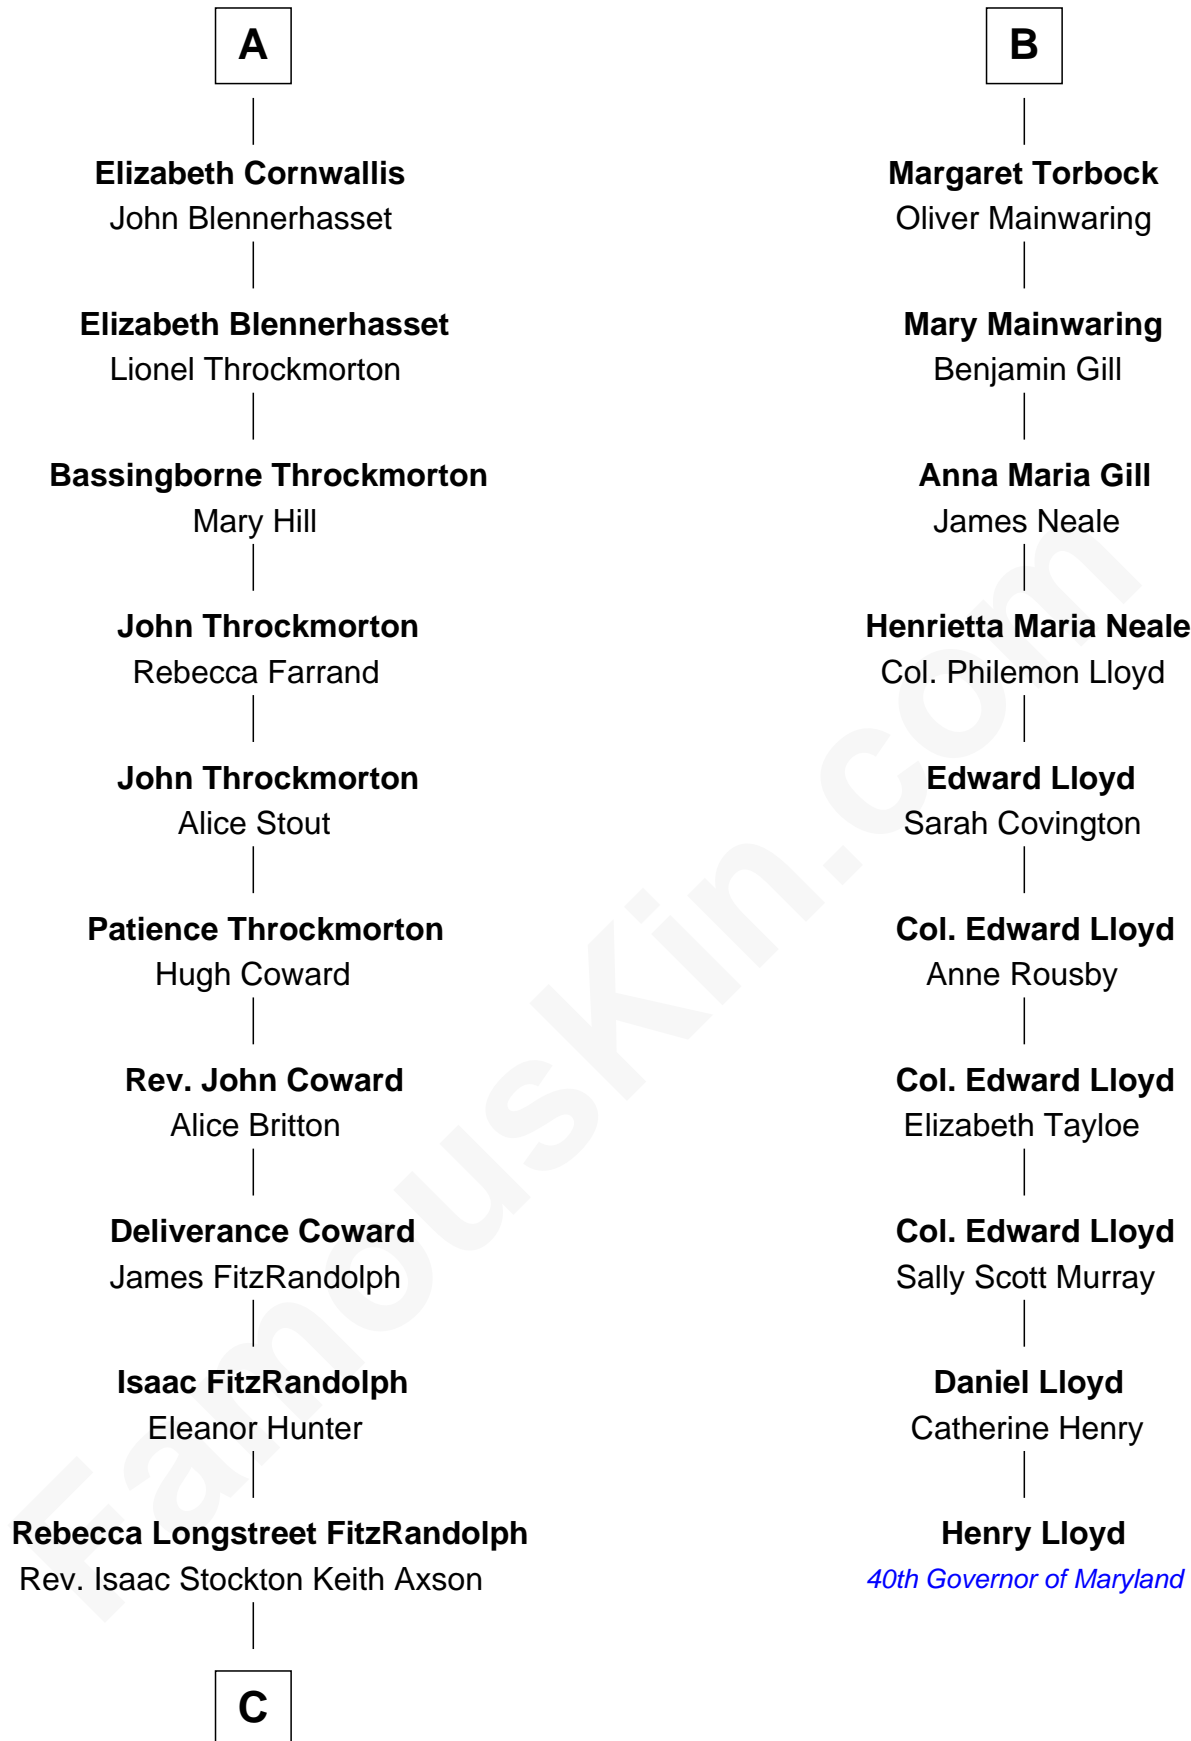 A
Elizabeth Cornwallis
John Blennerhasset
Elizabeth Blennerhasset
Lionel Throckmorton
Bassingborne Throckmorton
Mary Hill
John Throckmorton
Rebecca Farrand
John Throckmorton
Alice Stout
Patience Throckmorton
Hugh Coward
Rev. John Coward
Alice Britton
Deliverance Coward
James FitzRandolph
Isaac FitzRandolph
Eleanor Hunter
Rebecca Longstreet FitzRandolph
Rev. Isaac Stockton Keith Axson
C
B
Margaret Torbock
Oliver Mainwaring
Mary Mainwaring
Benjamin Gill
Anna Maria Gill
James Neale
Henrietta Maria Neale
Col. Philemon Lloyd
Edward Lloyd
Sarah Covington
Col. Edward Lloyd
Anne Rousby
Col. Edward Lloyd
Elizabeth Tayloe
Col. Edward Lloyd
Sally Scott Murray
Daniel Lloyd
Catherine Henry
Henry Lloyd
40th Governor of Maryland
FamousKin.com